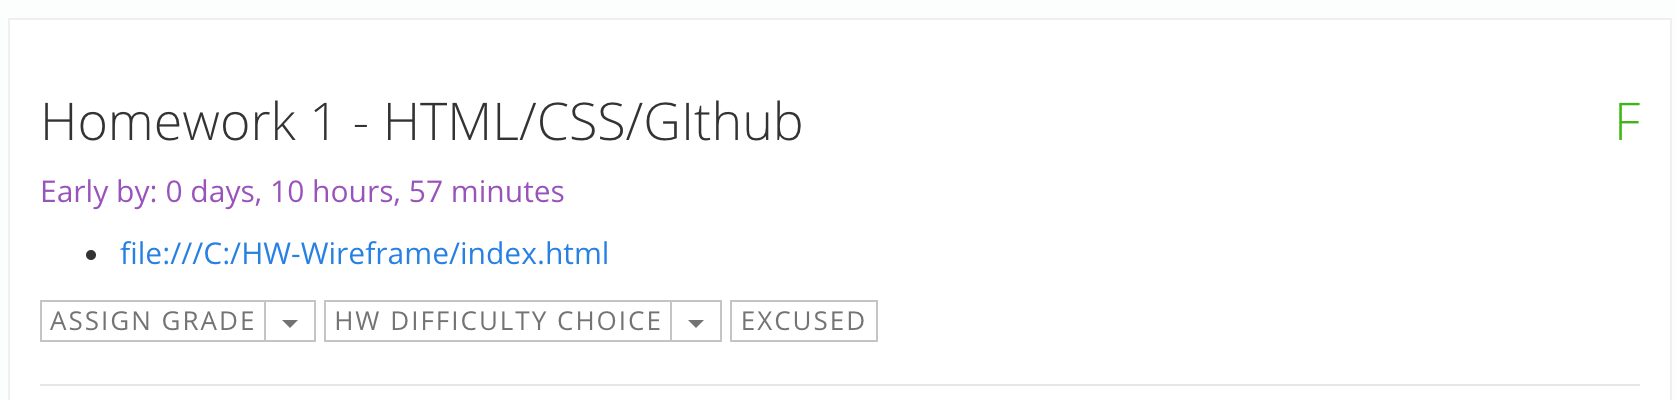 Homework 1 - HTML/CSS/GIthub
F
Early by: 0 days, 10 hours, 57 minutes
file:///C:/HW-Wireframe/index.html
ASSIGN GRADE HW DIFFICULTY CHOICE EXCUSED